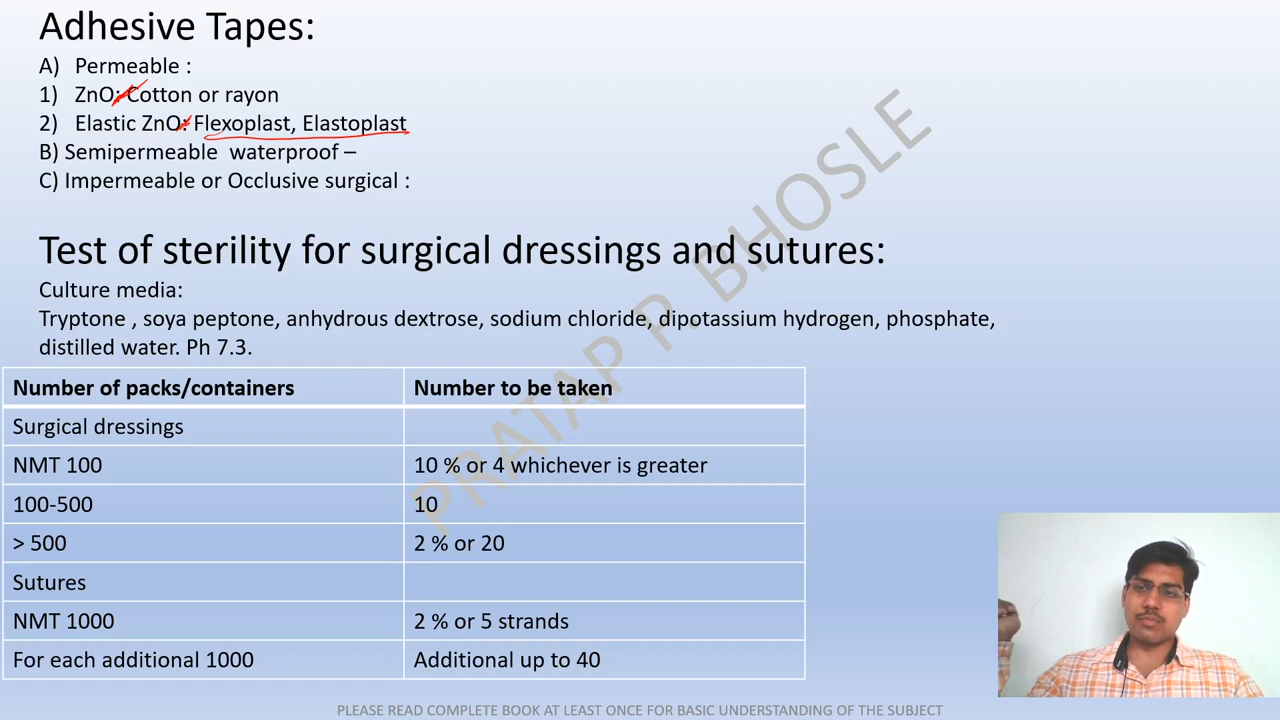 Adhesive Tapes:
A) Permeable :
1) ZnO: Cotton or rayon
2) Elastic ZnO: Flexoplast, Elastoplast
B) Semipermeable waterproof –
C) Impermeable or Occlusive surgical :
Test of sterility for surgical dressings and sutures:
Culture media:
Tryptone , soya peptone, anhydrous dextrose, sodium chloride, dipotassium hydrogen, phosphate,
distilled water. Ph 7.3.
Number of packs/containers Number to be taken
Surgical dressings
NMT 100 10 % or 4 whichever is greater
100-500 10
> 500 2 % or 20
Sutures
NMT 1000 2 % or 5 strands
For each additional 1000 Additional up to 40
PRATAP P. BHOSLE
PLEASE READ COMPLETE BOOK AT LEAST ONCE FOR BASIC UNDERSTANDING OF THE SUBJECT